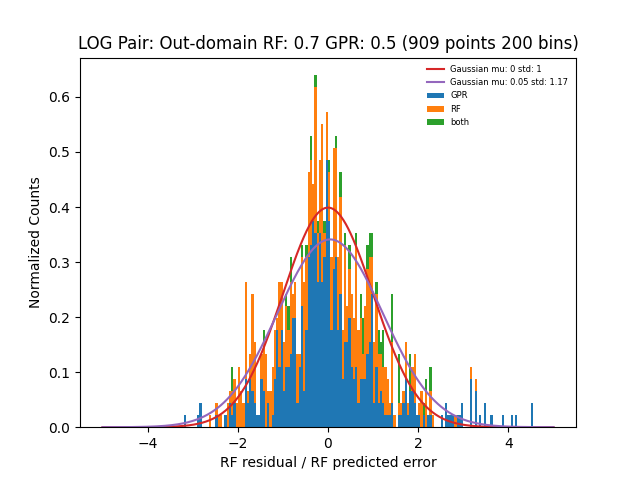 LOG Pair: Out-domain RF: 0.7 GPR: 0.5 (909 points 200 bins)
Gaussian mu: 0 std: 1
Gaussian mu: 0.05 std: 1.17
GPR
RF
both
Normalized Counts
0.6
0.5
0.4
0.3
0.2
0.1
0.0
−4 −2 0 2 4
RF residual / RF predicted error